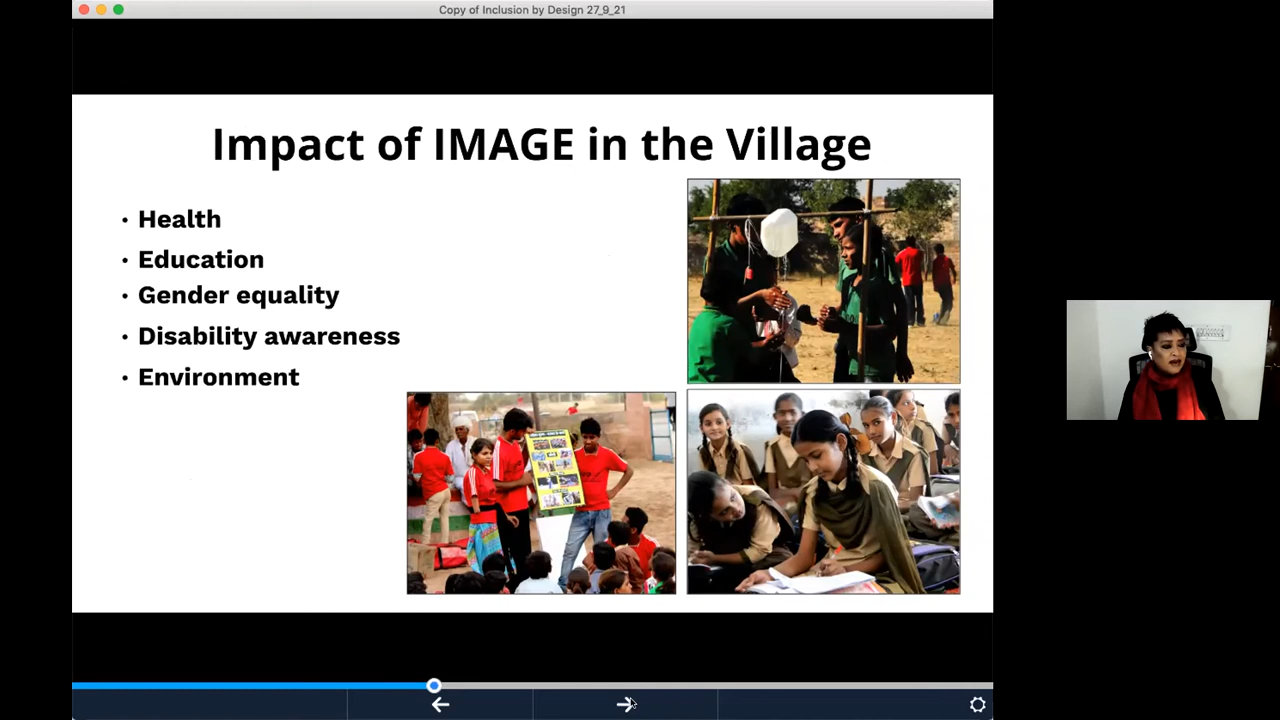 Copy of Inclusion by Design 27_9_21
Impact of IMAGE in the Village
• Health
• Education
• Gender equality
• Disability awareness
• Environment